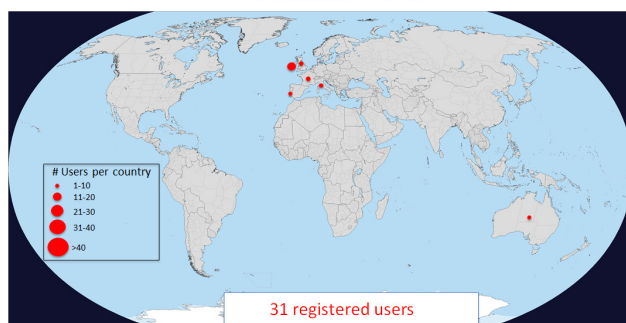 # Users per country
1-10
11-20
21-30
31-40
>40
31 registered users